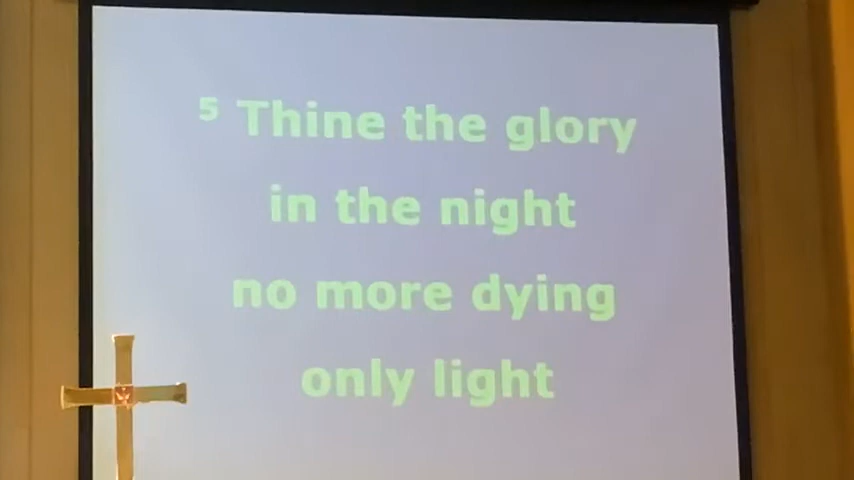 5 Thine the glory
in the night
no more dying
only light